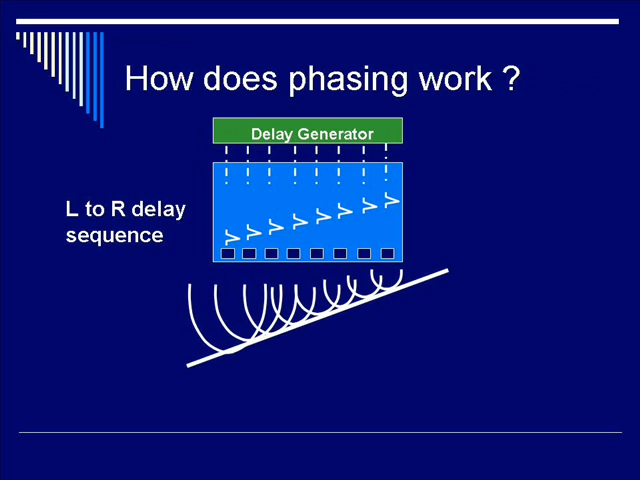 How does phasing work ?
Delay Generator
L to R delay
sequence